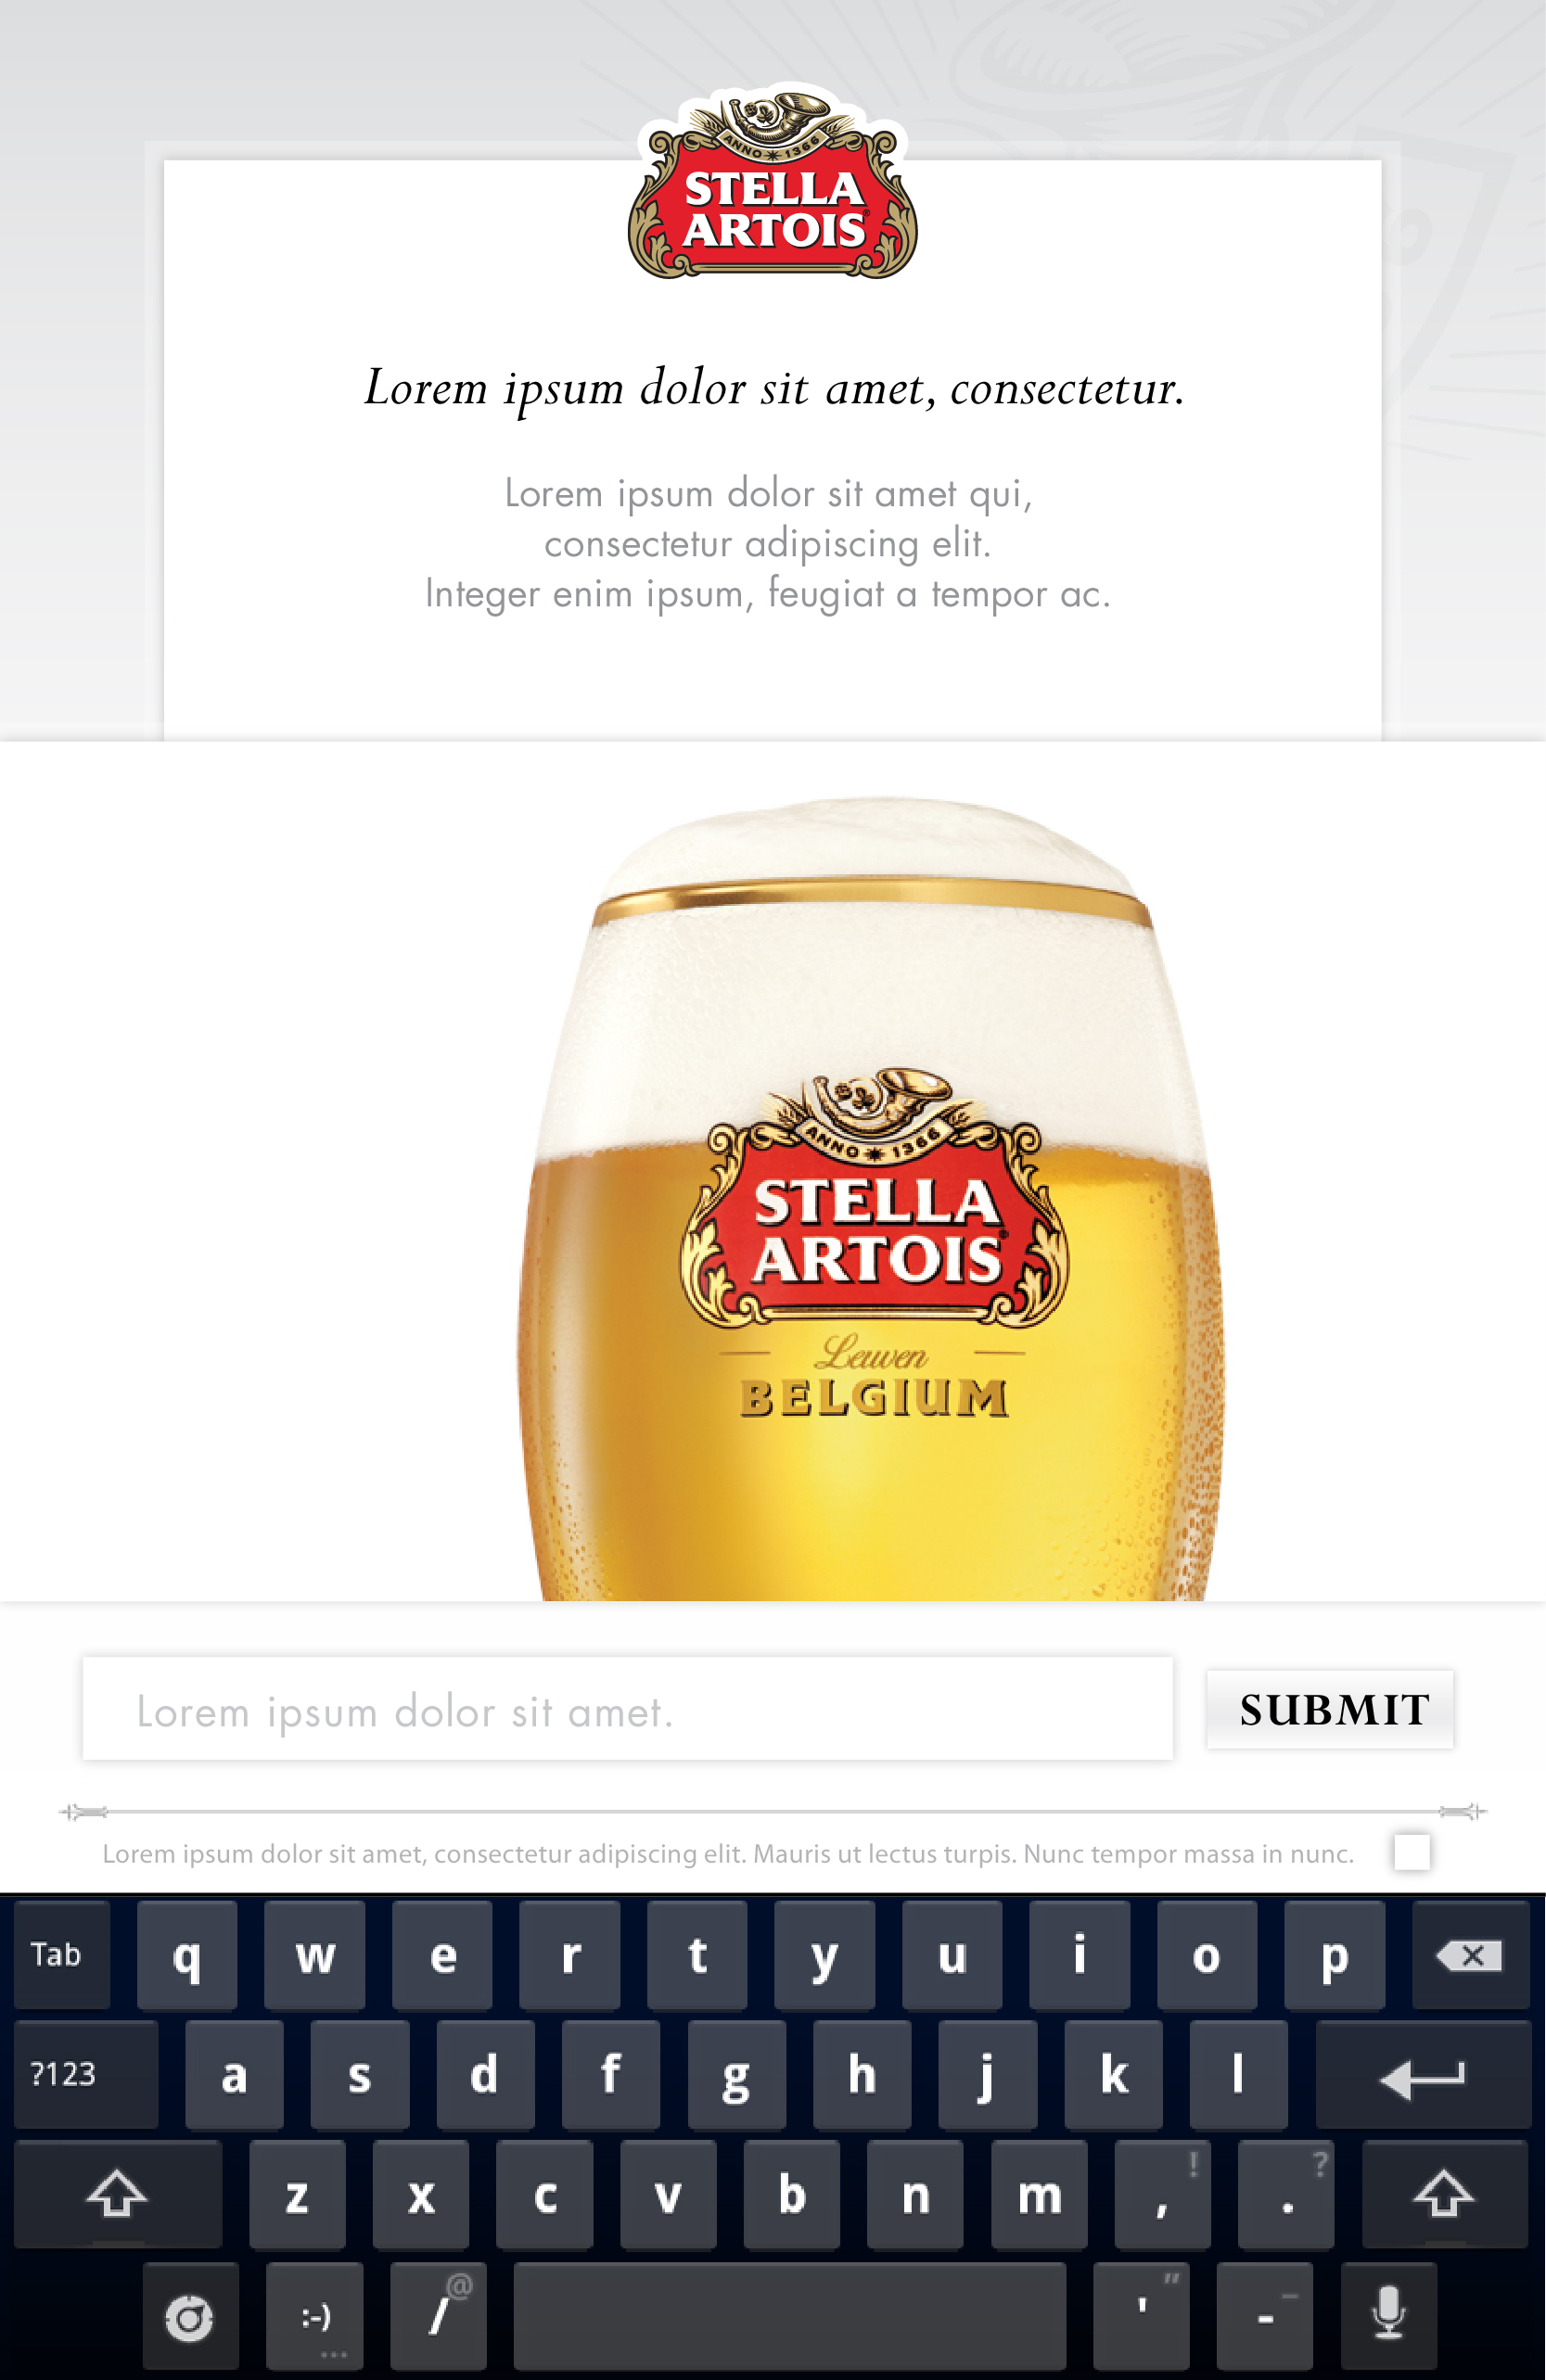 ANNO 1366
STELLA
ARTOIS
Lorem ipsum dolor sit amet, consectetur.
Lorem ipsum dolor sit amet qui,
consectetur adipiscing elit.
Integer enim ipsum, feugiat a tempor ac.
ANNO 1366
STELLA
ARTOIS
Leuven
BELGIUM
Lorem ipsum dolor sit amet.
SUBMIT
Lorem ipsum dolor sit amet, consectetur adipiscing elit. Mauris ut lectus turpis. Nunc tempor massa in nunc.
Tab q w e r t y u i o p
?123 a s d f g h j k l
z x c v b n m , ! . ?
:-) ... / @ ' " - _